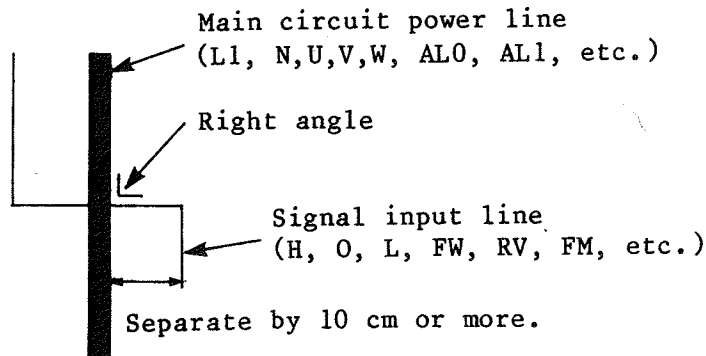 Main circuit power line
(L1, N,U,V,W, AL0, AL1, etc.)
Right angle
Signal input line
(H, O, L, FW, RV, FM, etc.)
Separate by 10 cm or more.